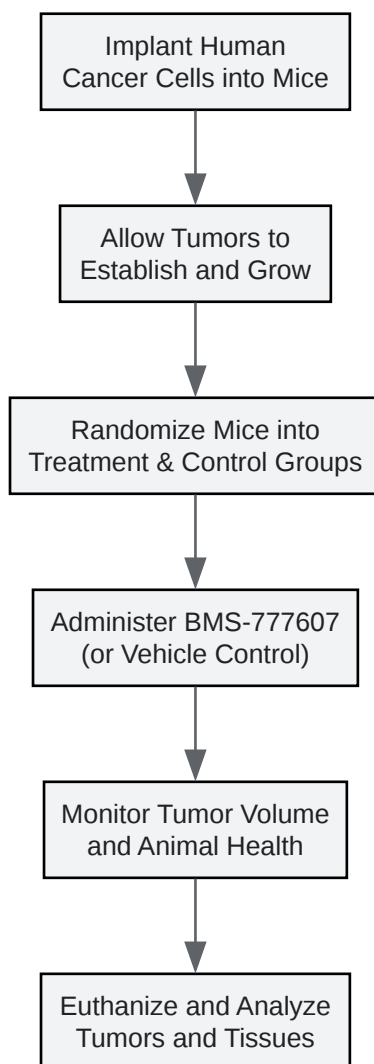 Implant Human
Cancer Cells into Mice
Allow Tumors to
Establish and Grow
Randomize Mice into
Treatment & Control Groups
Administer BMS-777607
(or Vehicle Control)
Monitor Tumor Volume
and Animal Health
Euthanize and Analyze
Tumors and Tissues